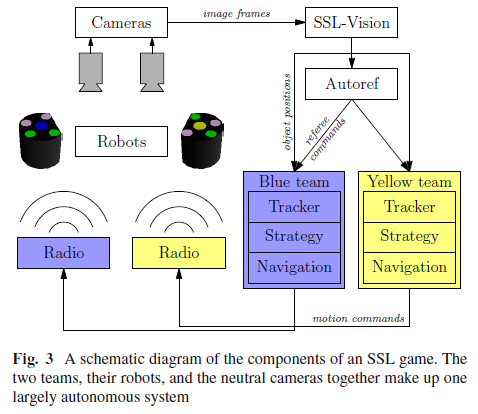 Cameras
image frames
SSL-Vision
object positions
Autoref
referee
commands
Robots
Blue team
Tracker
Strategy
Navigation
Yellow team
Tracker
Strategy
Navigation
Radio
Radio
motion commands
Fig. 3 A schematic diagram of the components of an SSL game. The
two teams, their robots, and the neutral cameras together make up one
largely autonomous system